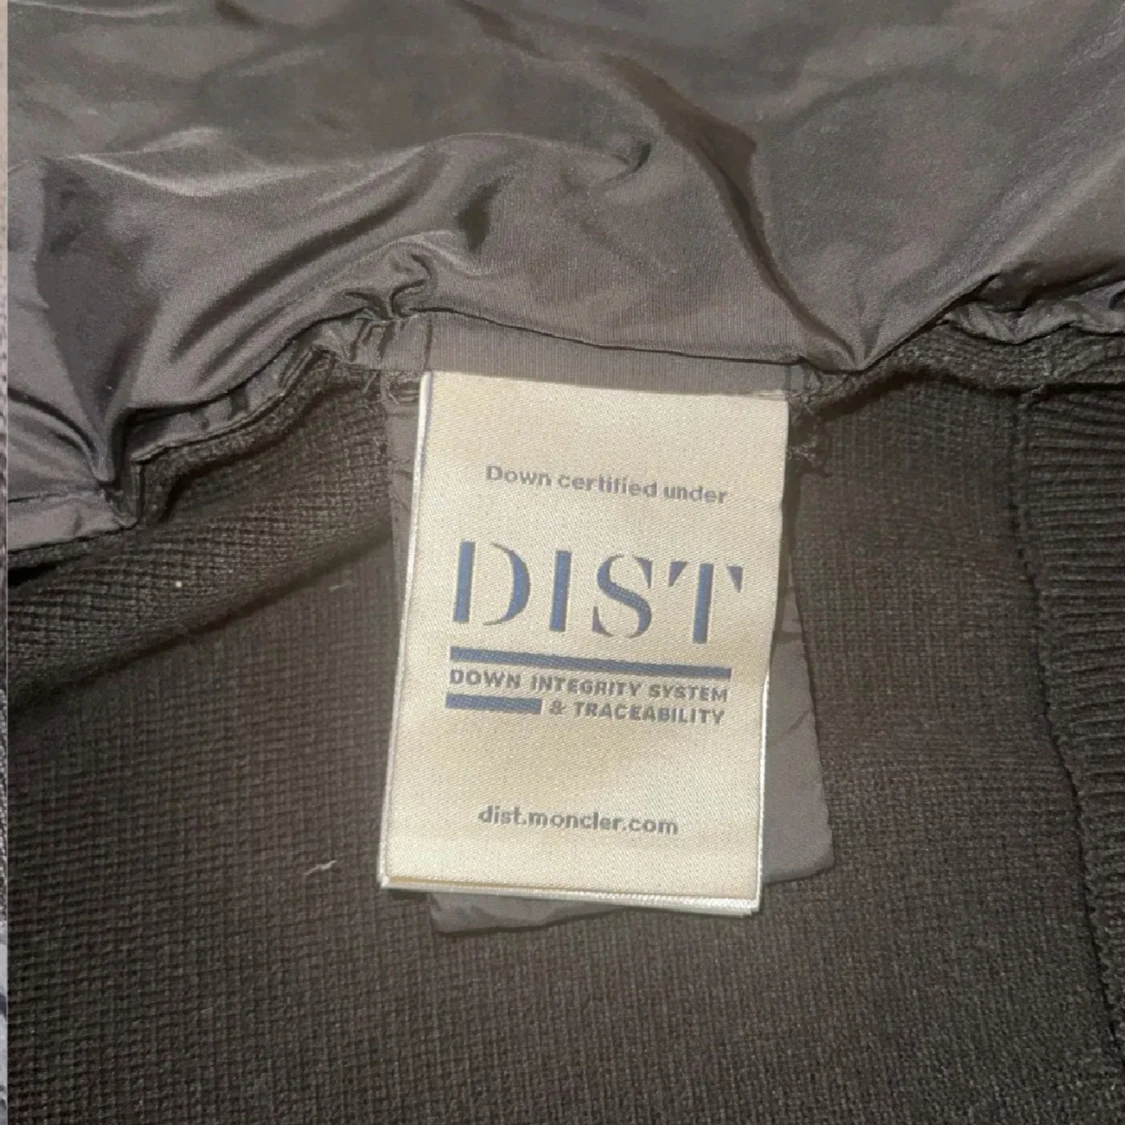 Down certified under
DIST
DOWN INTEGRITY SYSTEM
& TRACEABILITY
dist.moncler.com